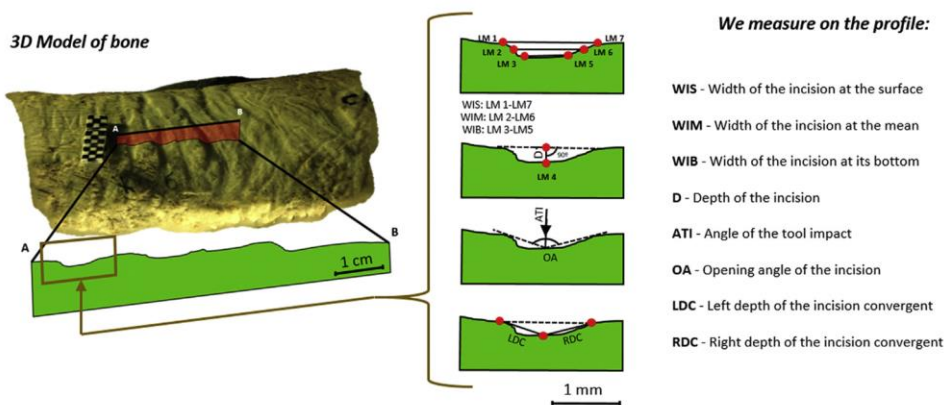 3D Model of bone
A
B
A
B
1 cm
LM 1
LM 7
LM 2
LM 6
LM 3
LM 5
WIS: LM 1-LM7
WIM: LM 2-LM6
WIB: LM 3-LM5
D
90°
LM 4
ATI
OA
LDC
RDC
1 mm
We measure on the profile:
WIS - Width of the incision at the surface
WIM - Width of the incision at the mean
WIB - Width of the incision at its bottom
D - Depth of the incision
ATI - Angle of the tool impact
OA - Opening angle of the incision
LDC - Left depth of the incision convergent
RDC - Right depth of the incision convergent